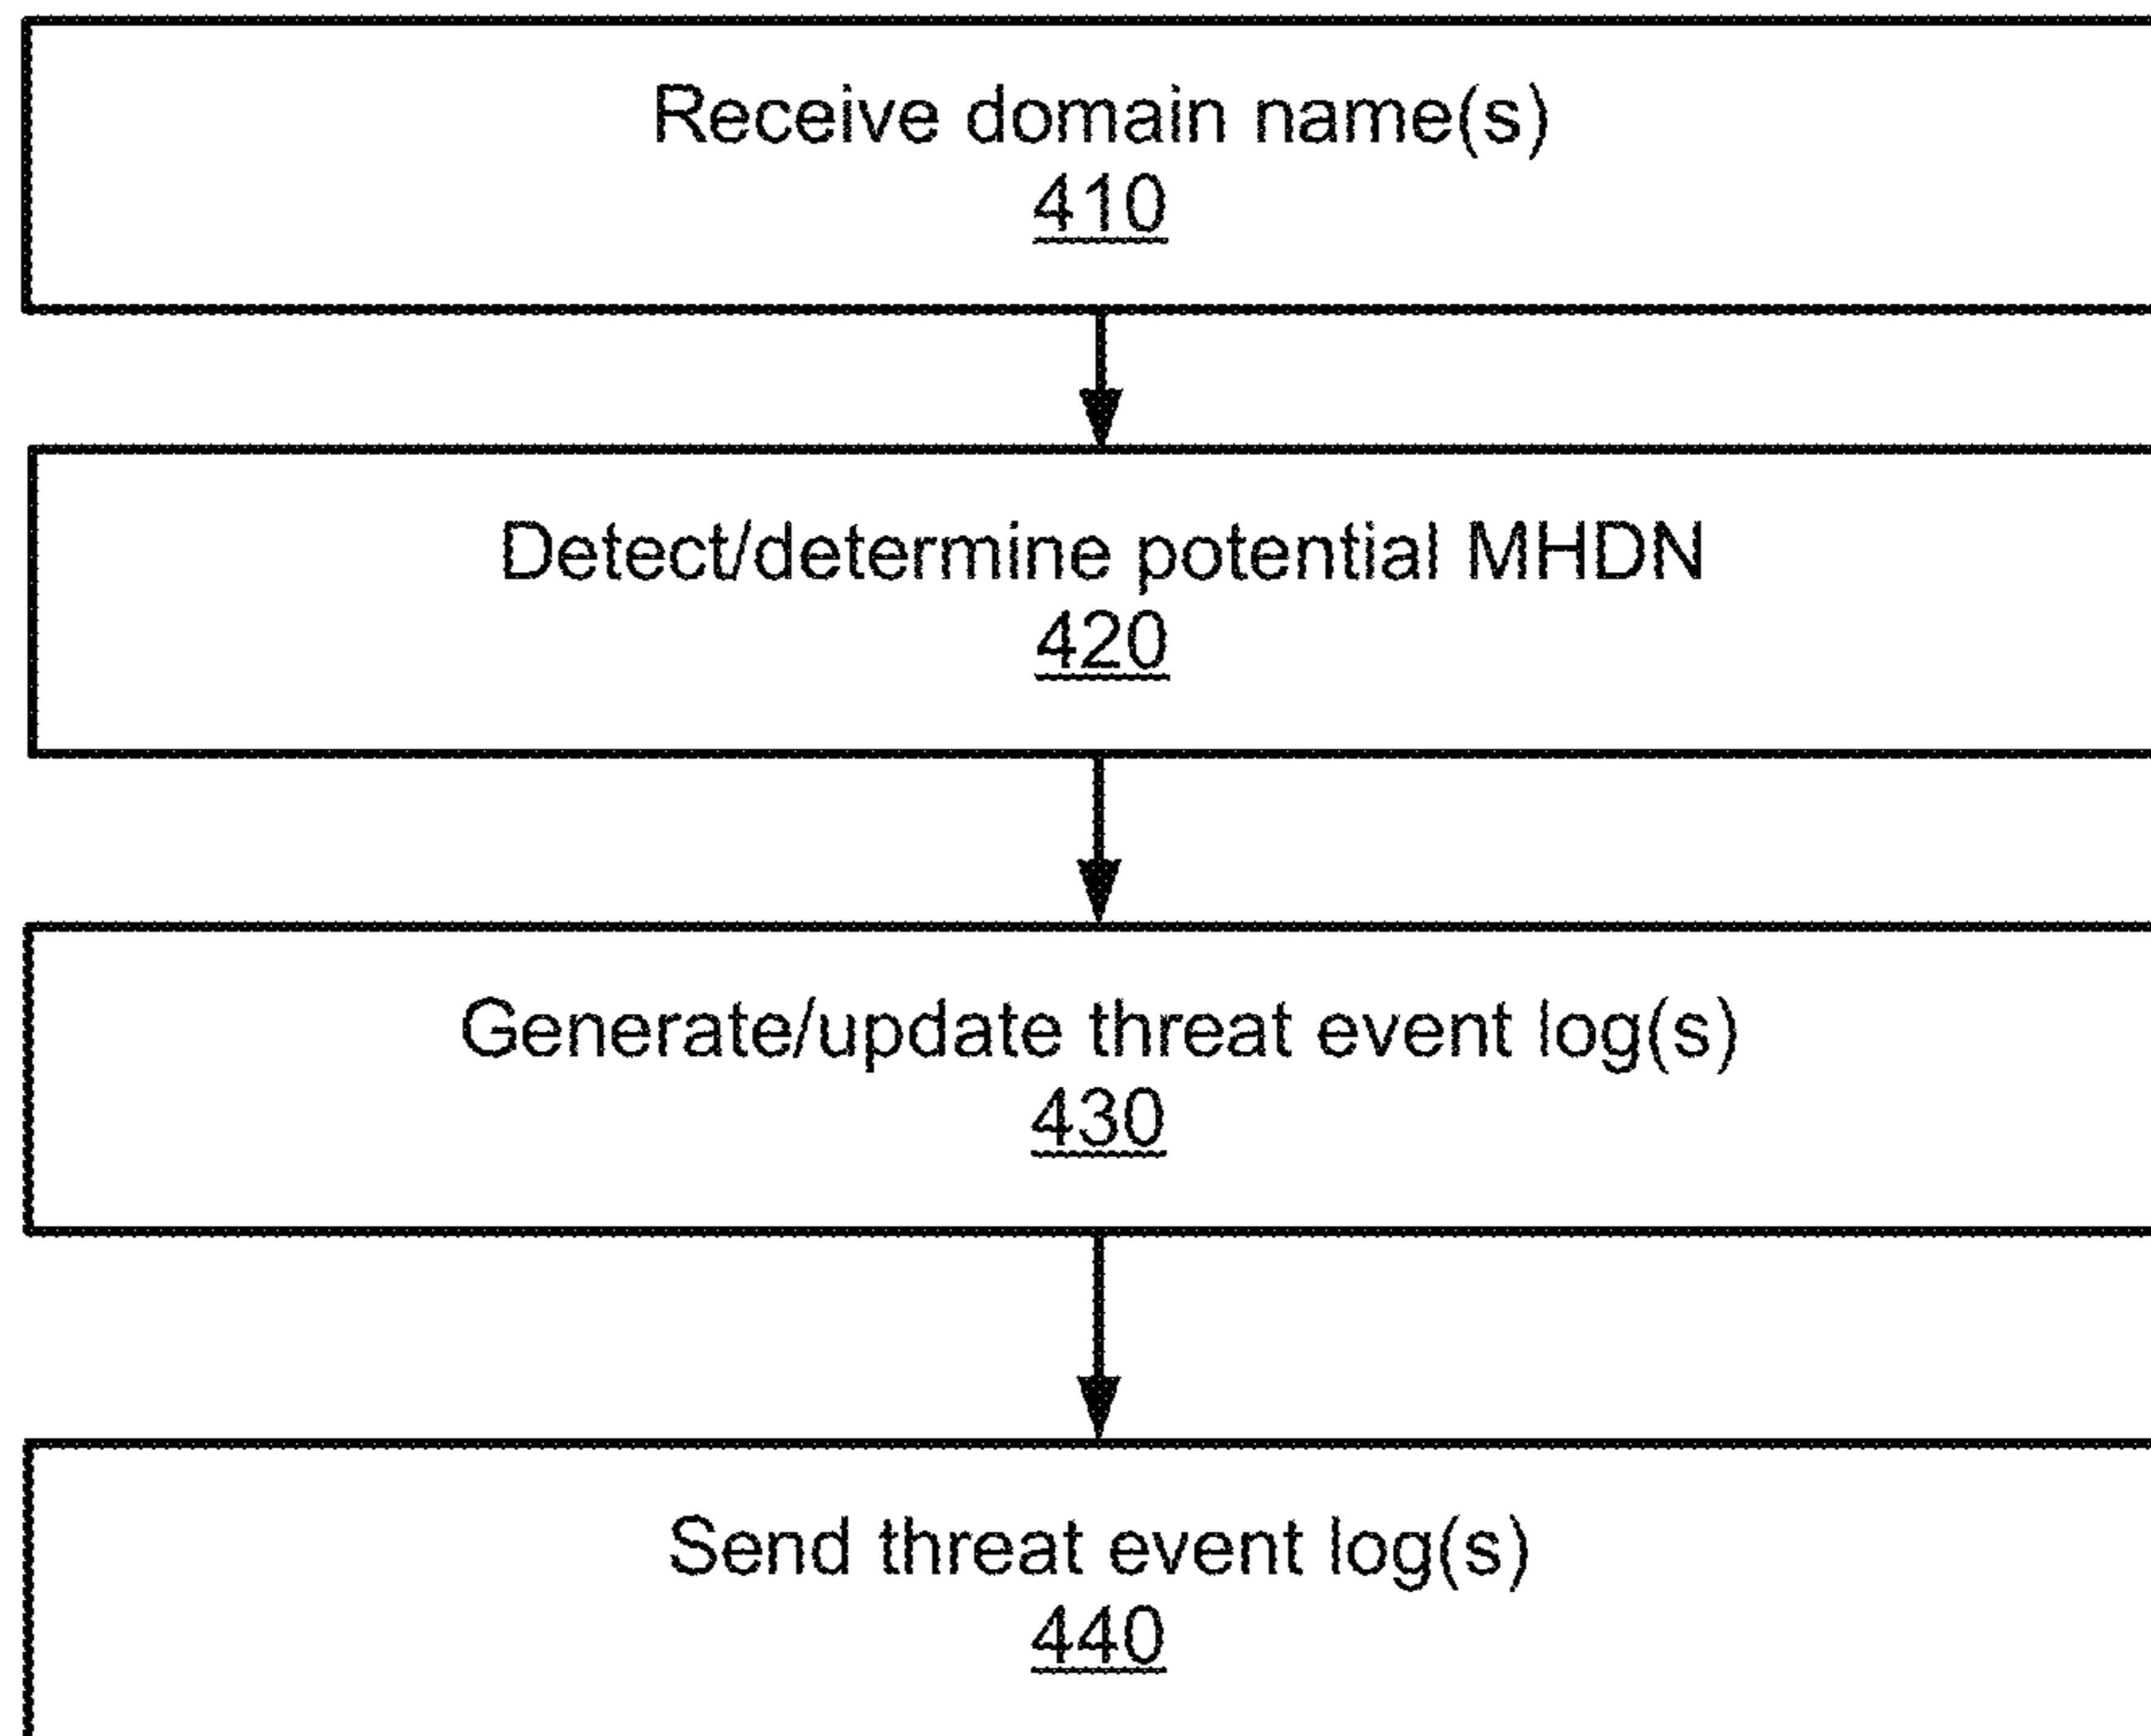 Receive domain name(s)
410
Detect/determine potential MHDN
420
Generate/update threat event log(s)
430
Send threat event log(s)
440